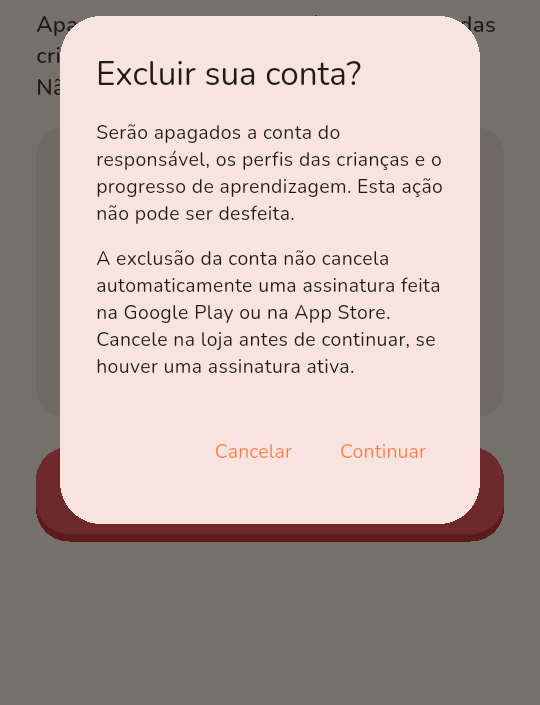 Excluir sua conta?
Serão apagados a conta do
responsável, os perfis das crianças e o
progresso de aprendizagem. Esta ação
não pode ser desfeita.
A exclusão da conta não cancela
automaticamente uma assinatura feita
na Google Play ou na App Store.
Cancele na loja antes de continuar, se
houver uma assinatura ativa.
Cancelar
Continuar